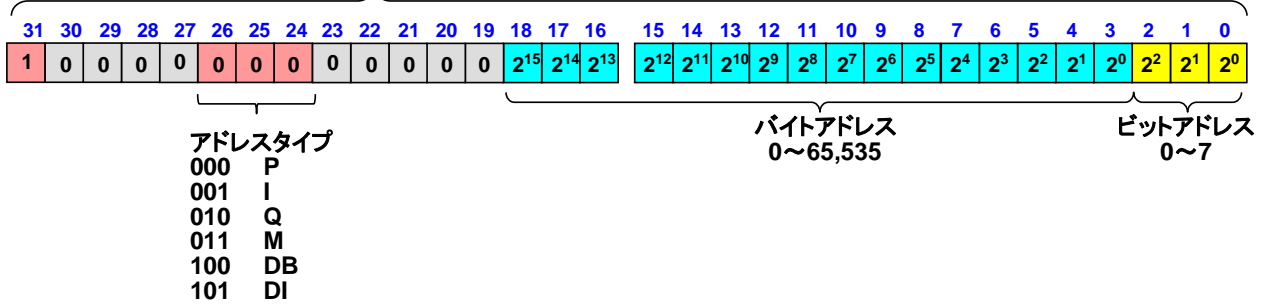 31 30 29 28 27 26 25 24 23 22 21 20 19 18 17 16 15 14 13 12 11 10 9 8 7 6 5 4 3 2 1 0
1 0 0 0 0 0 0 0 0 0 0 0 0 2¹⁵ 2¹⁴ 2¹³ 2¹² 2¹¹ 2¹⁰ 2⁹ 2⁸ 2⁷ 2⁶ 2⁵ 2⁴ 2³ 2² 2¹ 2⁰ 2² 2¹ 2⁰
アドレスタイプ バイトアドレス ビットアドレス
000 P 0～65,535 0～7
001 I
010 Q
011 M
100 DB
101 DI